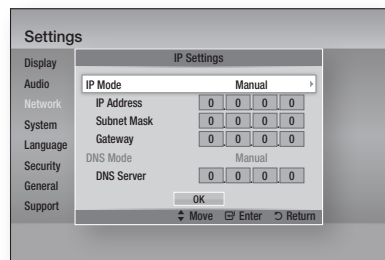 Settings
Display
Audio
Network
System
Language
Security
General
Support
IP Settings
IP Mode Manual
IP Address 0 . 0 . 0 . 0
Subnet Mask 0 . 0 . 0 . 0
Gateway 0 . 0 . 0 . 0
DNS Mode Manual
DNS Server 0 . 0 . 0 . 0
OK
Move Enter Return